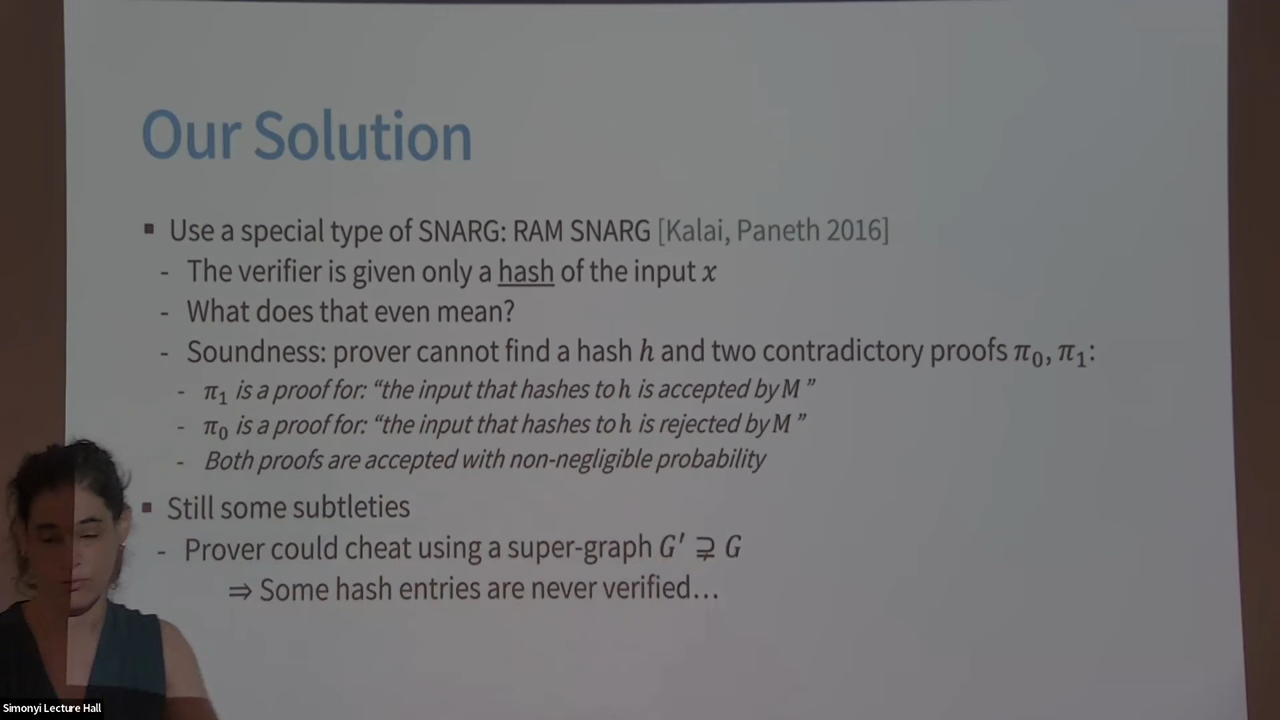 Our Solution
▪ Use a special type of SNARG: RAM SNARG [Kalai, Paneth 2016]
- The verifier is given only a hash of the input x
- What does that even mean?
- Soundness: prover cannot find a hash h and two contradictory proofs π₀, π₁:
- π₁ is a proof for: “the input that hashes to h is accepted by M ”
- π₀ is a proof for: “the input that hashes to h is rejected by M ”
- Both proofs are accepted with non-negligible probability
▪ Still some subtleties
- Prover could cheat using a super-graph G′ ⊋ G
⇒ Some hash entries are never verified…
Simonyi Lecture Hall